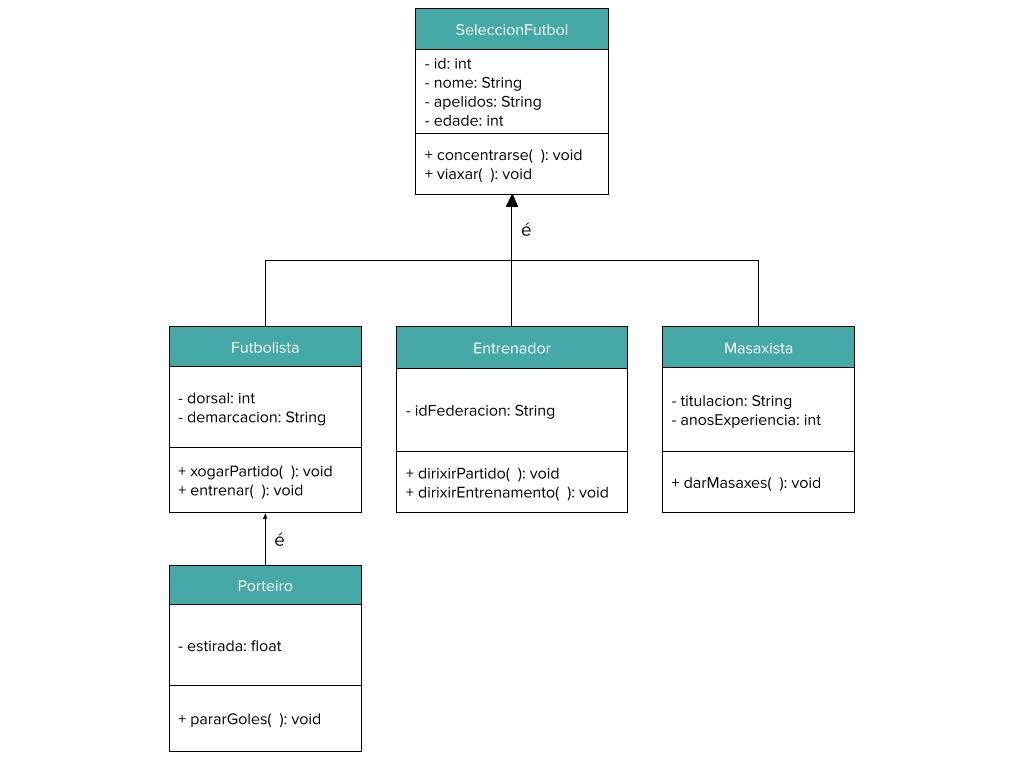 SeleccionFutbol
- id: int
- nome: String
- apelidos: String
- edade: int
+ concentrarse(  ): void
+ viaxar(  ): void
é
Futbolista
- dorsal: int
- demarcacion: String
+ xogarPartido(  ): void
+ entrenar(  ): void
Entrenador
- idFederacion: String
+ dirixirPartido(  ): void
+ dirixirEntrenamento(  ): void
Masaxista
- titulacion: String
- anosExperiencia: int
+ darMasaxes(  ): void
é
Porteiro
- estirada: float
+ pararGoles(  ): void